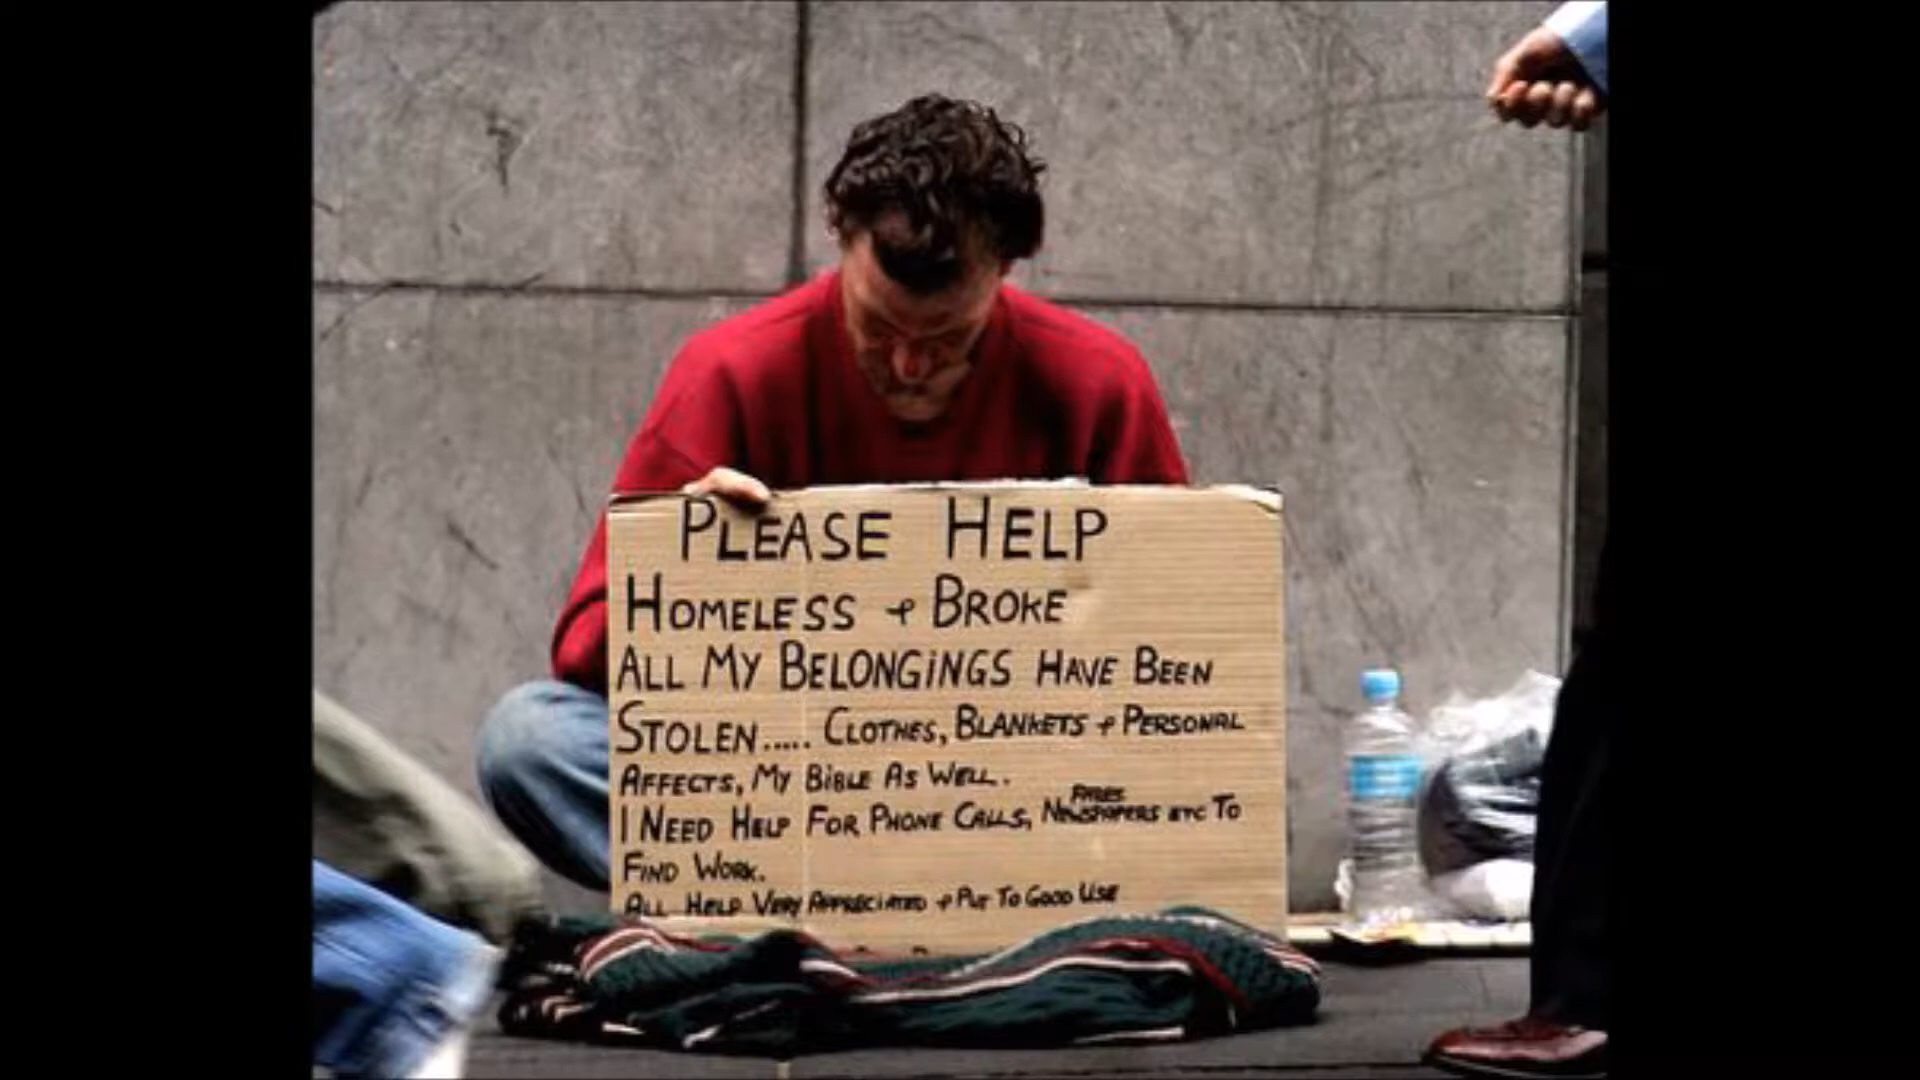 PLEASE HELP
HOMELESS + BROKE
ALL MY BELONGINGS HAVE BEEN
STOLEN..... CLOTHES, BLANKETS + PERSONAL
AFFECTS, MY BIBLE AS WELL.
FARES
I NEED HELP FOR PHONE CALLS, NEWSPAPERS ETC TO
FIND WORK.
ALL HELP VERY APPRECIATED + PUT TO GOOD USE